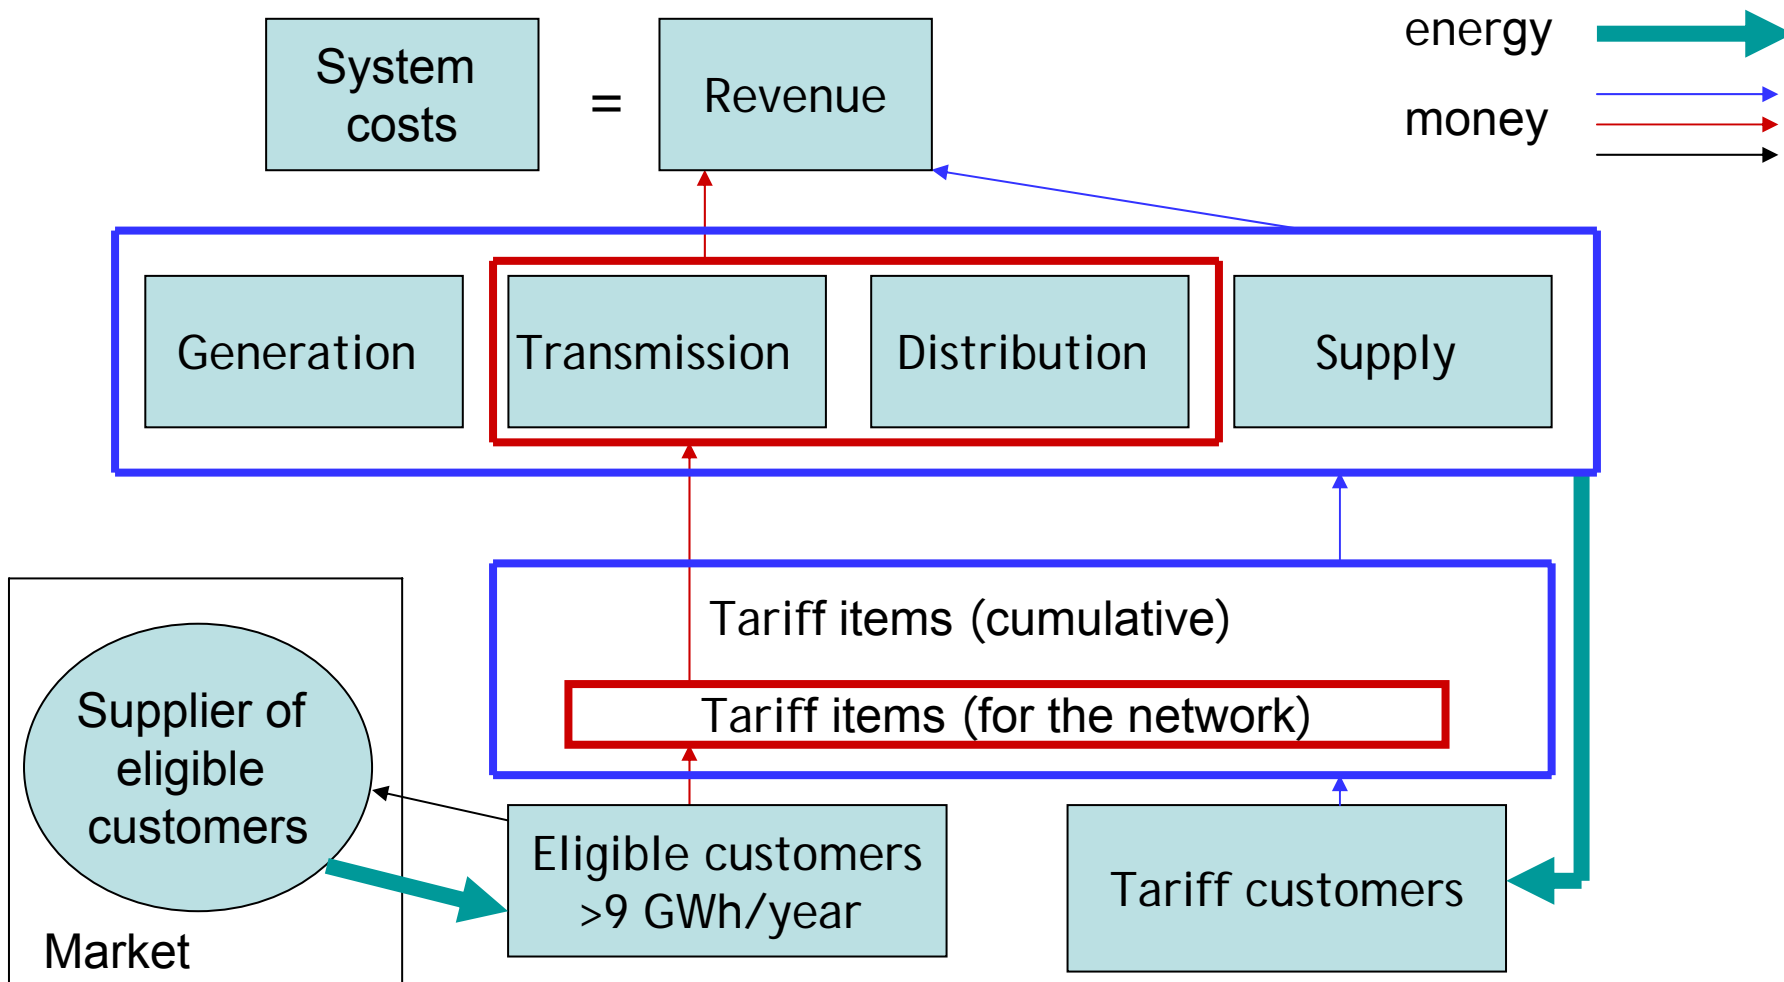 System
costs
=
Revenue
energy
money
Generation
Transmission
Distribution
Supply
Tariff items (cumulative)
Tariff items (for the network)
Supplier of
eligible
customers
Market
Eligible customers
>9 GWh/year
Tariff customers